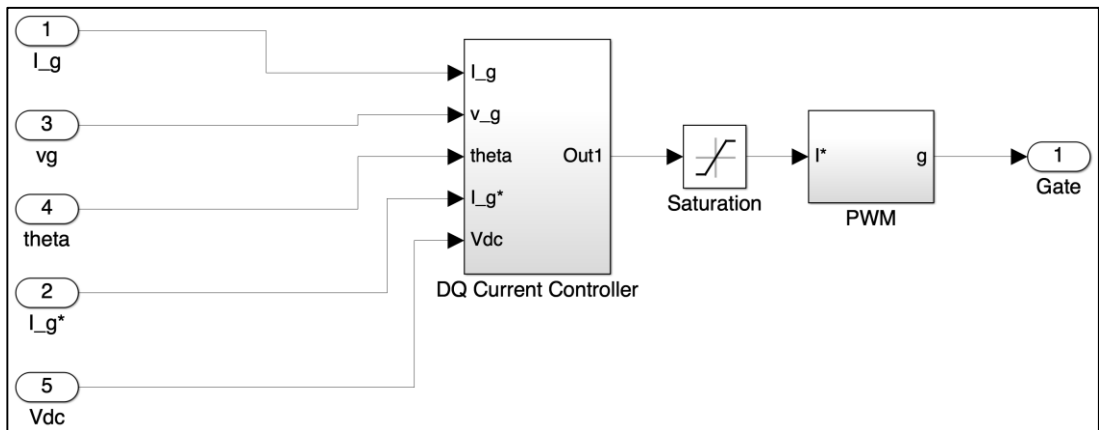 1
I_g
3
vg
4
theta
2
I_g*
5
Vdc
I_g
v_g
theta
I_g*
Vdc
Out1
DQ Current Controller
Saturation
I*
g
PWM
1
Gate